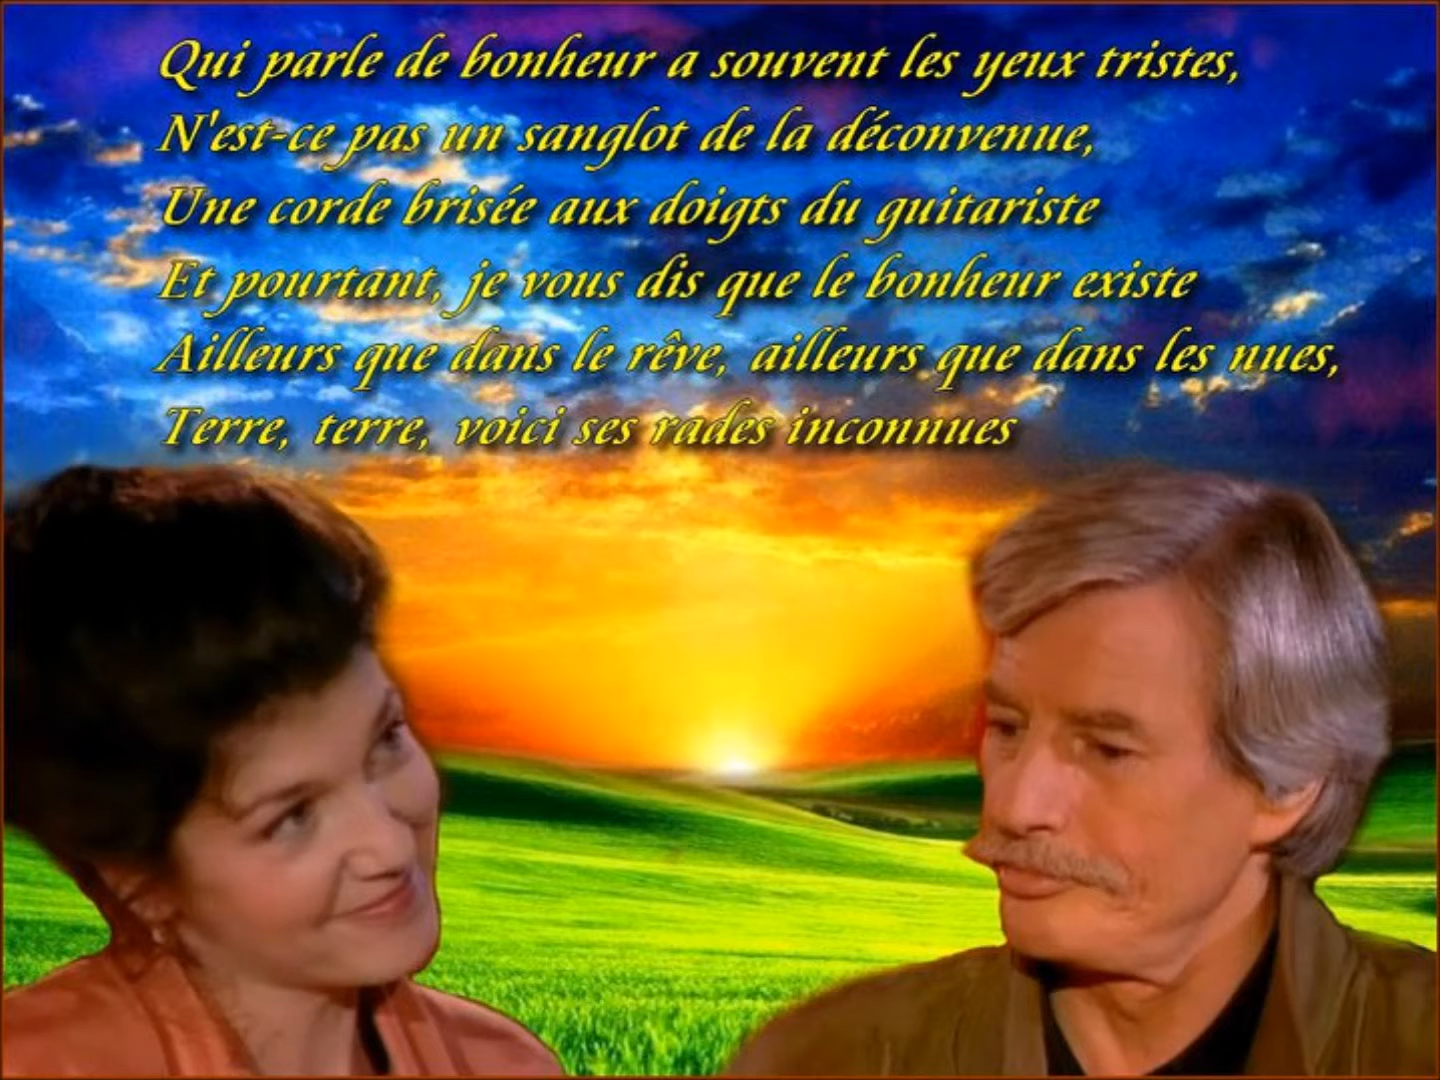 Qui parle de bonheur a souvent les yeux tristes,
N'est-ce pas un sanglot de la déconvenue,
Une corde brisée aux doigts du guitariste
Et pourtant, je vous dis que le bonheur existe
Ailleurs que dans le rêve, ailleurs que dans les nues,
Terre, terre, voici ses rades inconnues